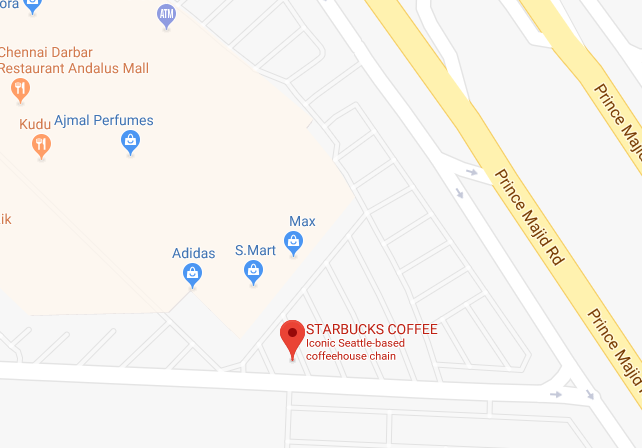 ora
ATM
Chennai Darbar
Restaurant Andalus Mall
Kudu
Ajmal Perfumes
Prince Majid
Prince Majid Rd
ik
Max
Adidas
S.Mart
STARBUCKS COFFEE
Iconic Seattle-based
coffeehouse chain
Prince Majid R